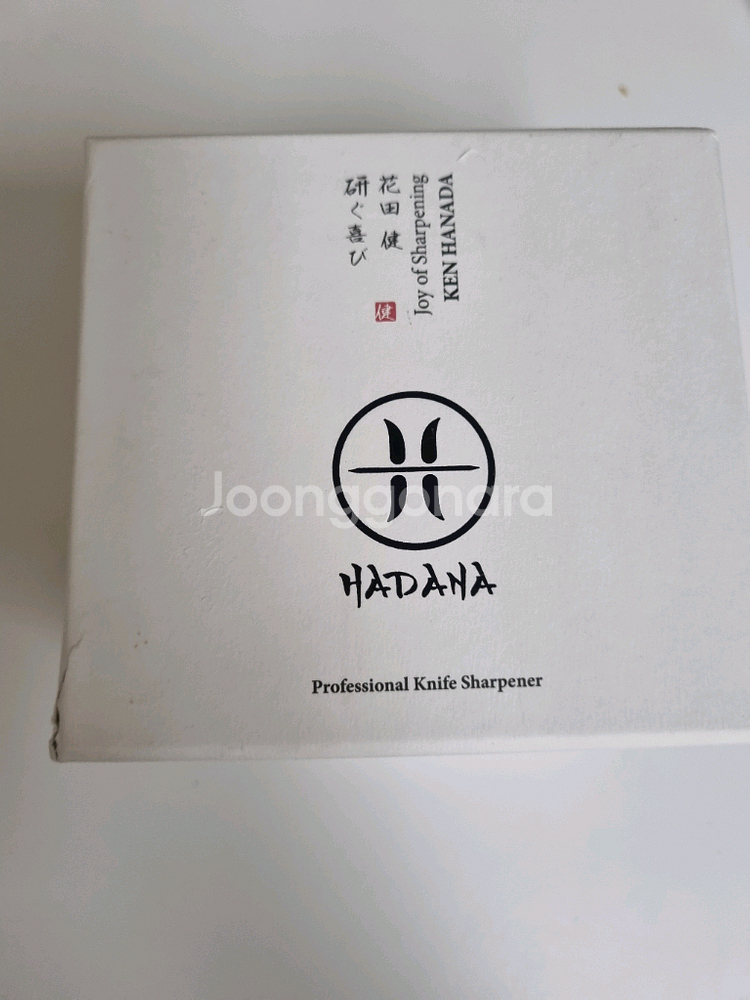 花田 健
研ぐ喜び
健
Joy of Sharpening
KEN HANADA
Joonggonara
HADANA
Professional Knife Sharpener